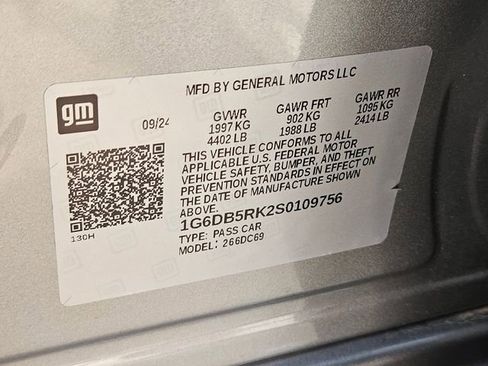 gm
MFD BY GENERAL MOTORS LLC
09/24 GVWR GAWR FRT GAWR RR
1997 KG 902 KG 1095 KG
4402 LB 1988 LB 2414 LB
THIS VEHICLE CONFORMS TO ALL
APPLICABLE U.S. FEDERAL MOTOR
VEHICLE SAFETY, BUMPER, AND THEFT
PREVENTION STANDARDS IN EFFECT ON
THE DATE OF MANUFACTURE SHOWN
ABOVE.
1G6DB5RK2S0109756
TYPE: PASS CAR
MODEL: 266DC69
130H